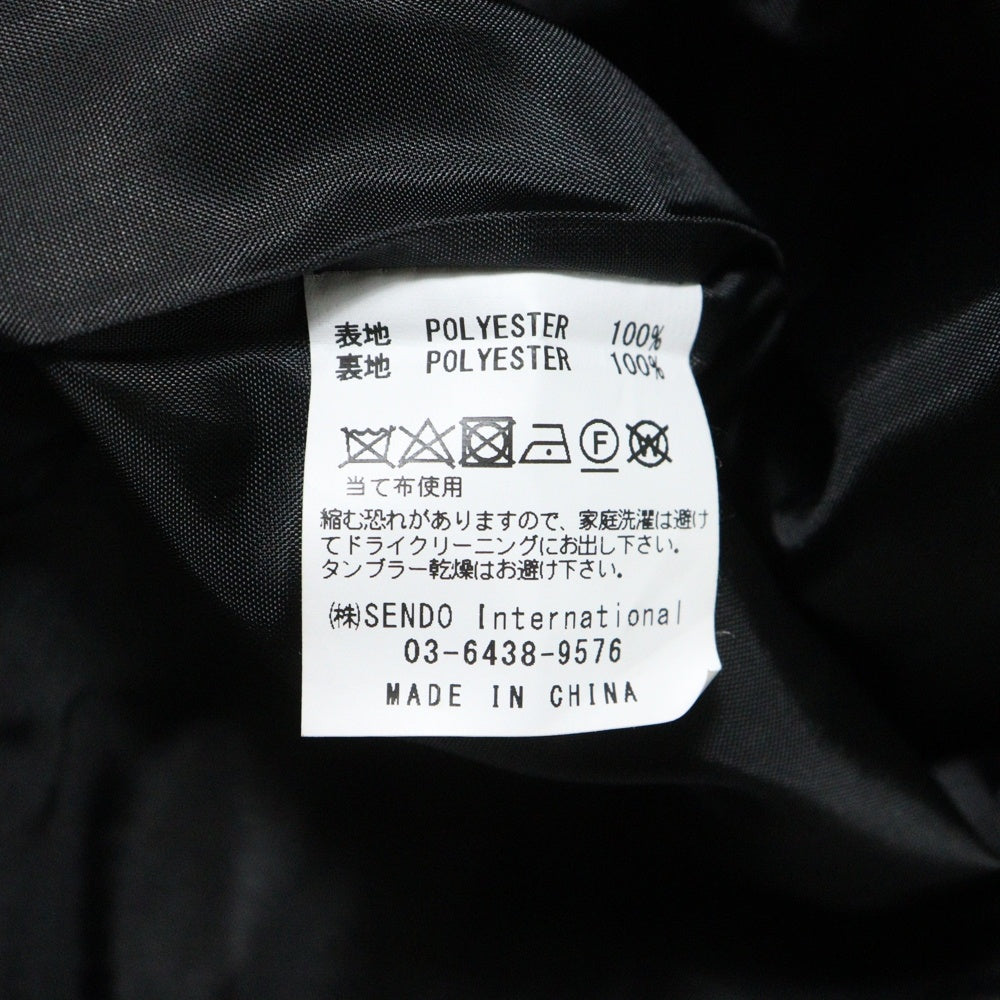 表地 POLYESTER 100%
裏地 POLYESTER 100%
F W
当て布使用
縮む恐れがありますので、家庭洗濯は避け
てドライクリーニングにお出し下さい。
タンブラー乾燥はお避け下さい。
㈱SENDO International
03-6438-9576
MADE IN CHINA